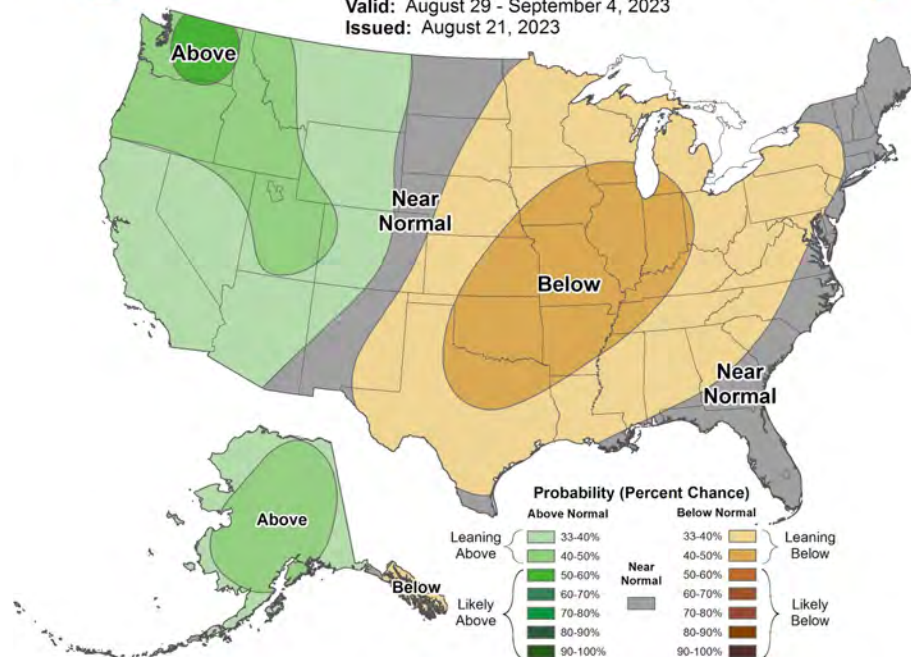 Valid: August 29 - September 4, 2023
Issued: August 21, 2023
Above
Near
Normal
Below
Near
Normal
Above
Below
Probability (Percent Chance)
Above Normal
Below Normal
Leaning
Above
33-40%
40-50%
Likely
Above
50-60%
60-70%
70-80%
80-90%
90-100%
Near
Normal
33-40%
40-50%
Leaning
Below
50-60%
60-70%
70-80%
80-90%
90-100%
Likely
Below